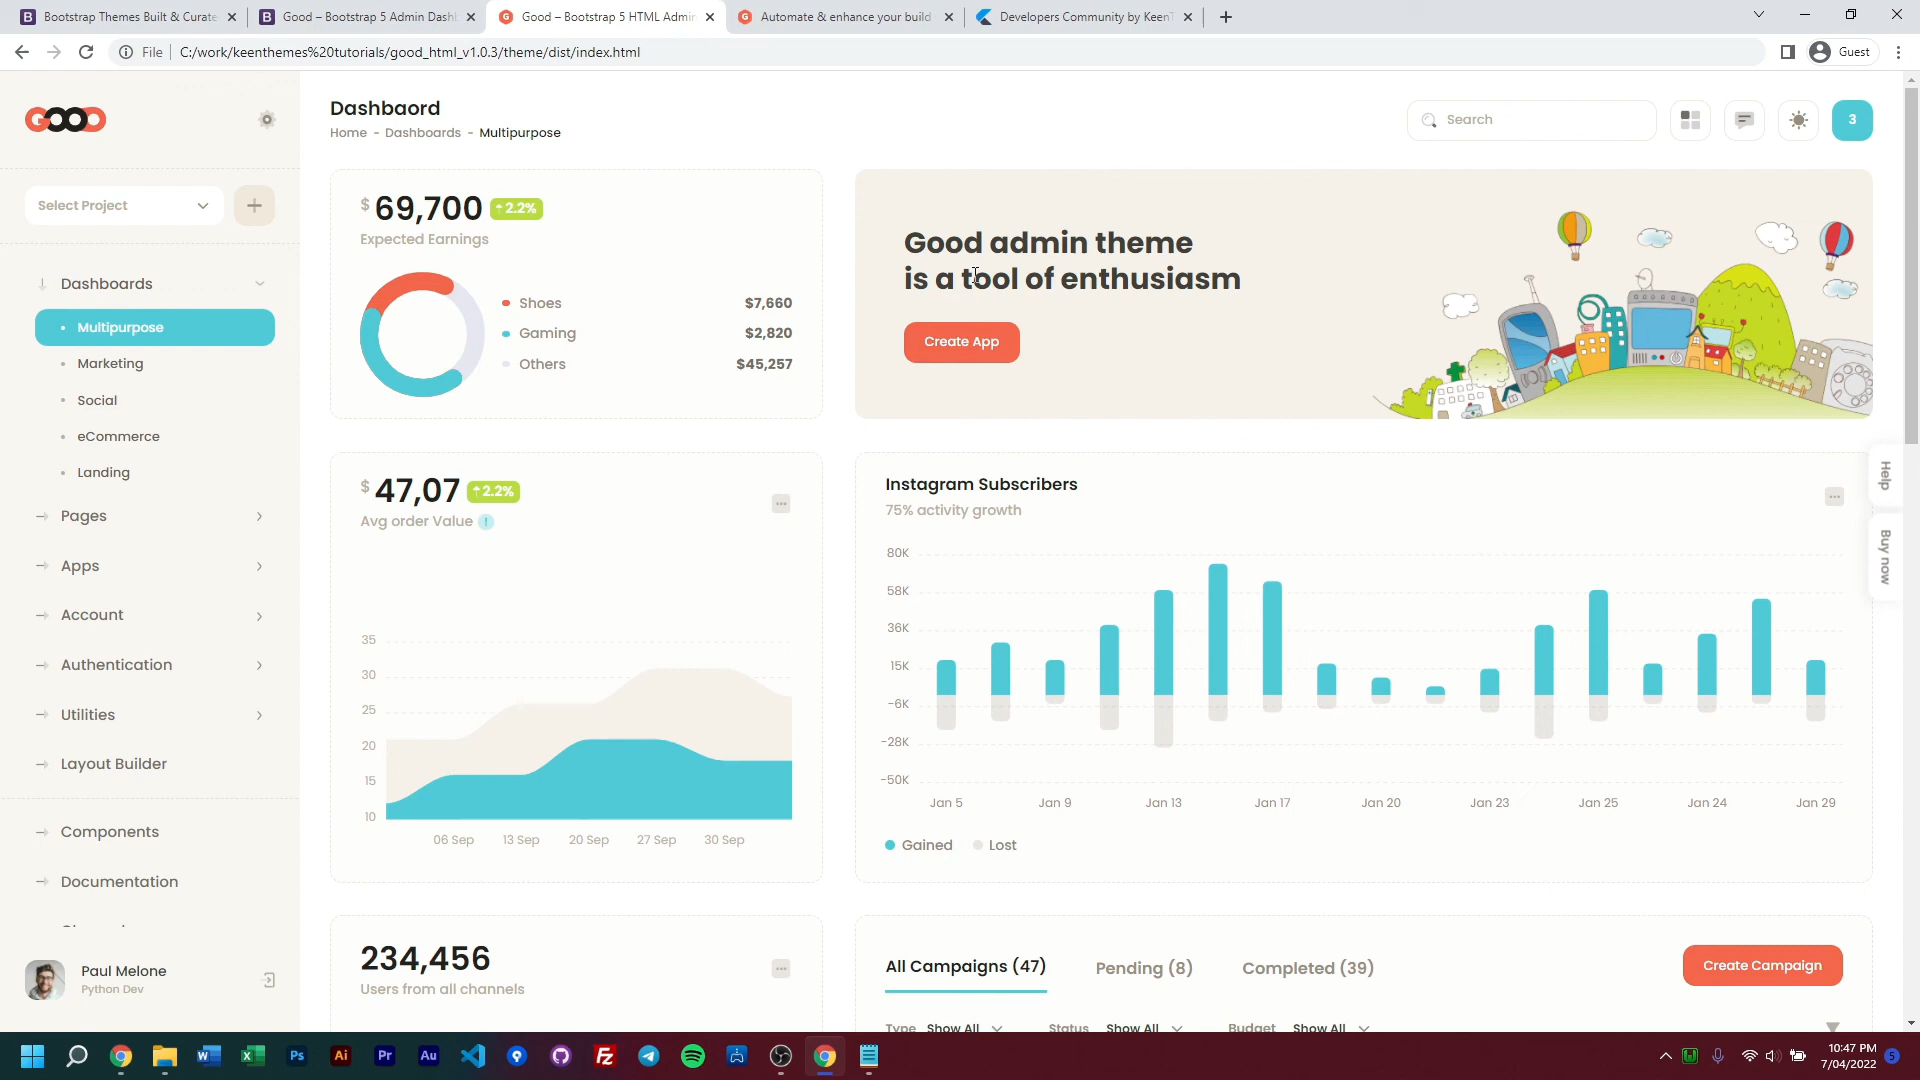 Bootstrap Themes Built & Curate
Good – Bootstrap 5 Admin Dash
Good – Bootstrap 5 HTML Admin
Automate & enhance your build
Developers Community by KeenT
File
C:/work/keenthemes%20tutorials/good_html_v1.0.3/theme/dist/index.html
Guest
GOOD
Select Project
Dashboards
Multipurpose
Marketing
Social
eCommerce
Landing
Pages
Apps
Account
Authentication
Utilities
Layout Builder
Components
Documentation
Paul Melone
Python Dev
Dashbaord
Home - Dashboards - Multipurpose
Search
3
$ 69,700 2.2%
Expected Earnings
Shoes $7,660
Gaming $2,820
Others $45,257
Good admin theme
is a tool of enthusiasm
Create App
$ 47,07 2.2%
Avg order Value !
35
30
25
20
15
10
06 Sep 13 Sep 20 Sep 27 Sep 30 Sep
Instagram Subscribers
75% activity growth
80K
58K
36K
15K
-6K
-28K
-50K
Jan 5 Jan 9 Jan 13 Jan 17 Jan 20 Jan 23 Jan 25 Jan 24 Jan 29
Gained Lost
Help
Buy now
234,456
Users from all channels
All Campaigns (47) Pending (8) Completed (39)
Create Campaign
Type Show All Status Show All Budget Show All
Ps Ai Pr Au
10:47 PM
7/04/2022
5